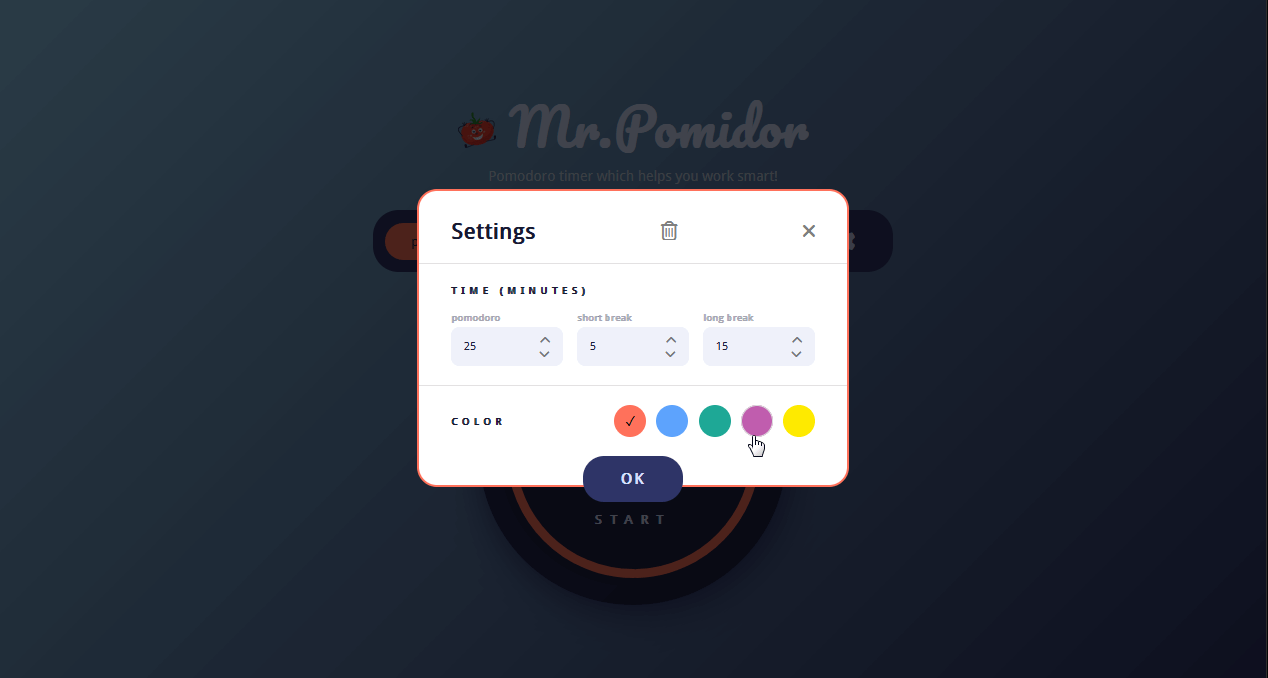 Mr.Pomidor
Pomodoro timer which helps you work smart!
Settings
TIME (MINUTES)
pomodoro short break long break
25 5 15
COLOR
OK
START